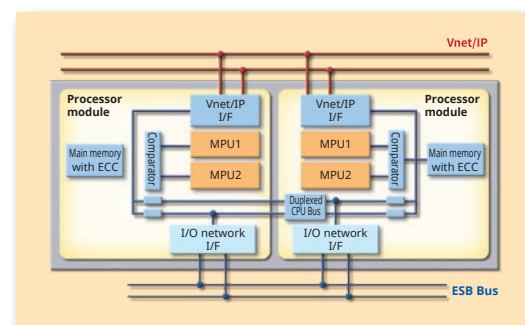 Vnet/IP
Processor
module
Vnet/IP
I/F
MPU1
MPU2
Comparator
Main memory
with ECC
I/O network
I/F
Duplexed
CPU Bus
Processor
module
Vnet/IP
I/F
MPU1
MPU2
Comparator
Main memory
with ECC
I/O network
I/F
ESB Bus